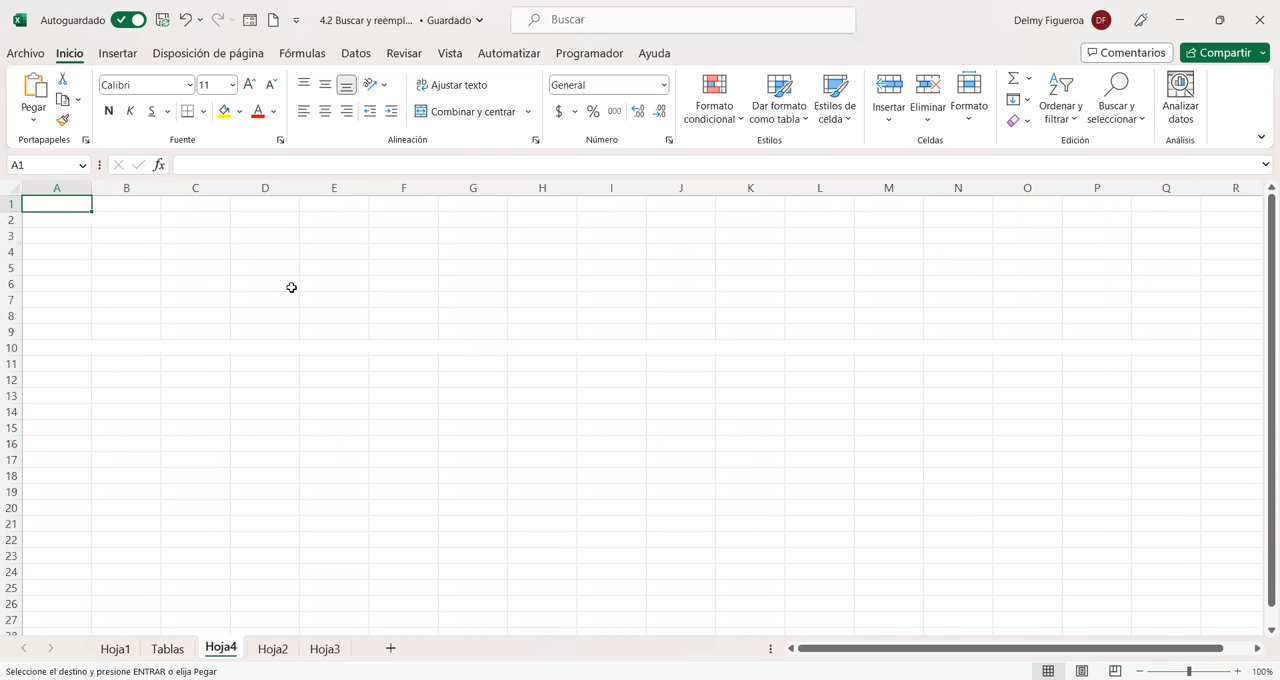 Autoguardado 4.2 Buscar y reempl... • Guardado Buscar Delmy Figueroa DF
Archivo Inicio Insertar Disposición de página Fórmulas Datos Revisar Vista Automatizar Programador Ayuda Comentarios Compartir
Pegar
Portapapeles
Calibri 11
N K S
Fuente
Ajustar texto
Combinar y centrar
Alineación
General
$ % 000
Número
Formato condicional
Dar formato como tabla
Estilos de celda
Estilos
Insertar Eliminar Formato
Celdas
Ordenar y filtrar
Buscar y seleccionar
Edición
Analizar datos
Análisis
A1 fx
A B C D E F G H I J K L M N O P Q R
1
2
3
4
5
6
7
8
9
10
11
12
13
14
15
16
17
18
19
20
21
22
23
24
25
26
27
28
Hoja1 Tablas Hoja4 Hoja2 Hoja3
Seleccione el destino y presione ENTRAR o elija Pegar 100%